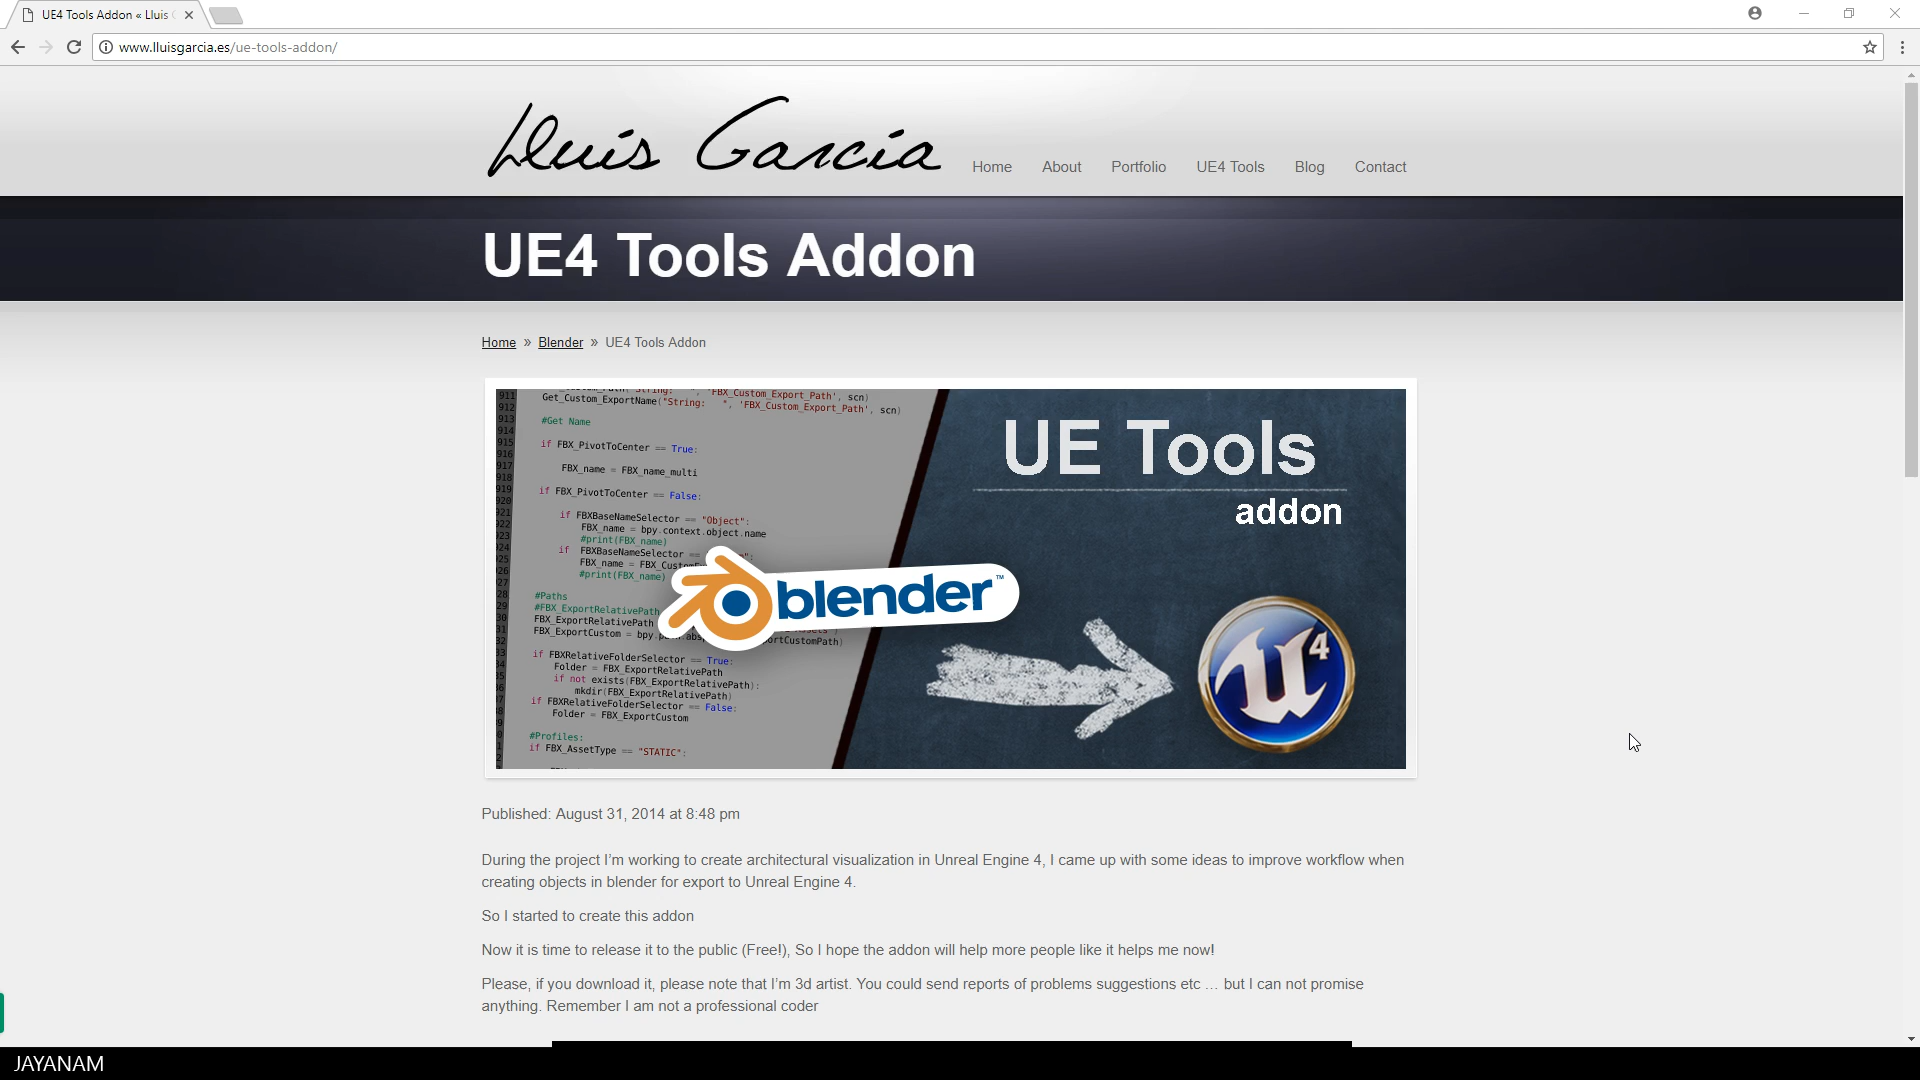 UE4 Tools Addon « Lluis
www.lluisgarcia.es/ue-tools-addon/
Lluis Garcia
Home About Portfolio UE4 Tools Blog Contact
UE4 Tools Addon
Home » Blender » UE4 Tools Addon
Get_Custom_ExportName("String: ", 'FBX_Custom_Export_Path', scn)
#Get Name
if FBX_PivotToCenter == True:
FBX_name = FBX_name_multi
if FBX_PivotToCenter == False:
if FBXBaseNameSelector == "Object":
FBX_name = bpy.context.object.name
#print(FBX_name)
if FBXBaseNameSelector ==
#print(FBX_name)
#Paths
#FBX_ExportRelativePath
FBX_ExportRelativePath
if FBXRelativeFolderSelector == True:
Folder = FBX_ExportRelativePath
if not exists(FBX_ExportRelativePath):
mkdir(FBX_ExportRelativePath)
if FBXRelativeFolderSelector == False:
Folder = FBX_ExportCustom
#Profiles:
if FBX_AssetType == "STATIC":
UE Tools
addon
blender™
U4
Published: August 31, 2014 at 8:48 pm
During the project I'm working to create architectural visualization in Unreal Engine 4, I came up with some ideas to improve workflow when
creating objects in blender for export to Unreal Engine 4.
So I started to create this addon
Now it is time to release it to the public (Free!), So I hope the addon will help more people like it helps me now!
Please, if you download it, please note that I'm 3d artist. You could send reports of problems suggestions etc … but I can not promise
anything. Remember I am not a professional coder
JAYANAM